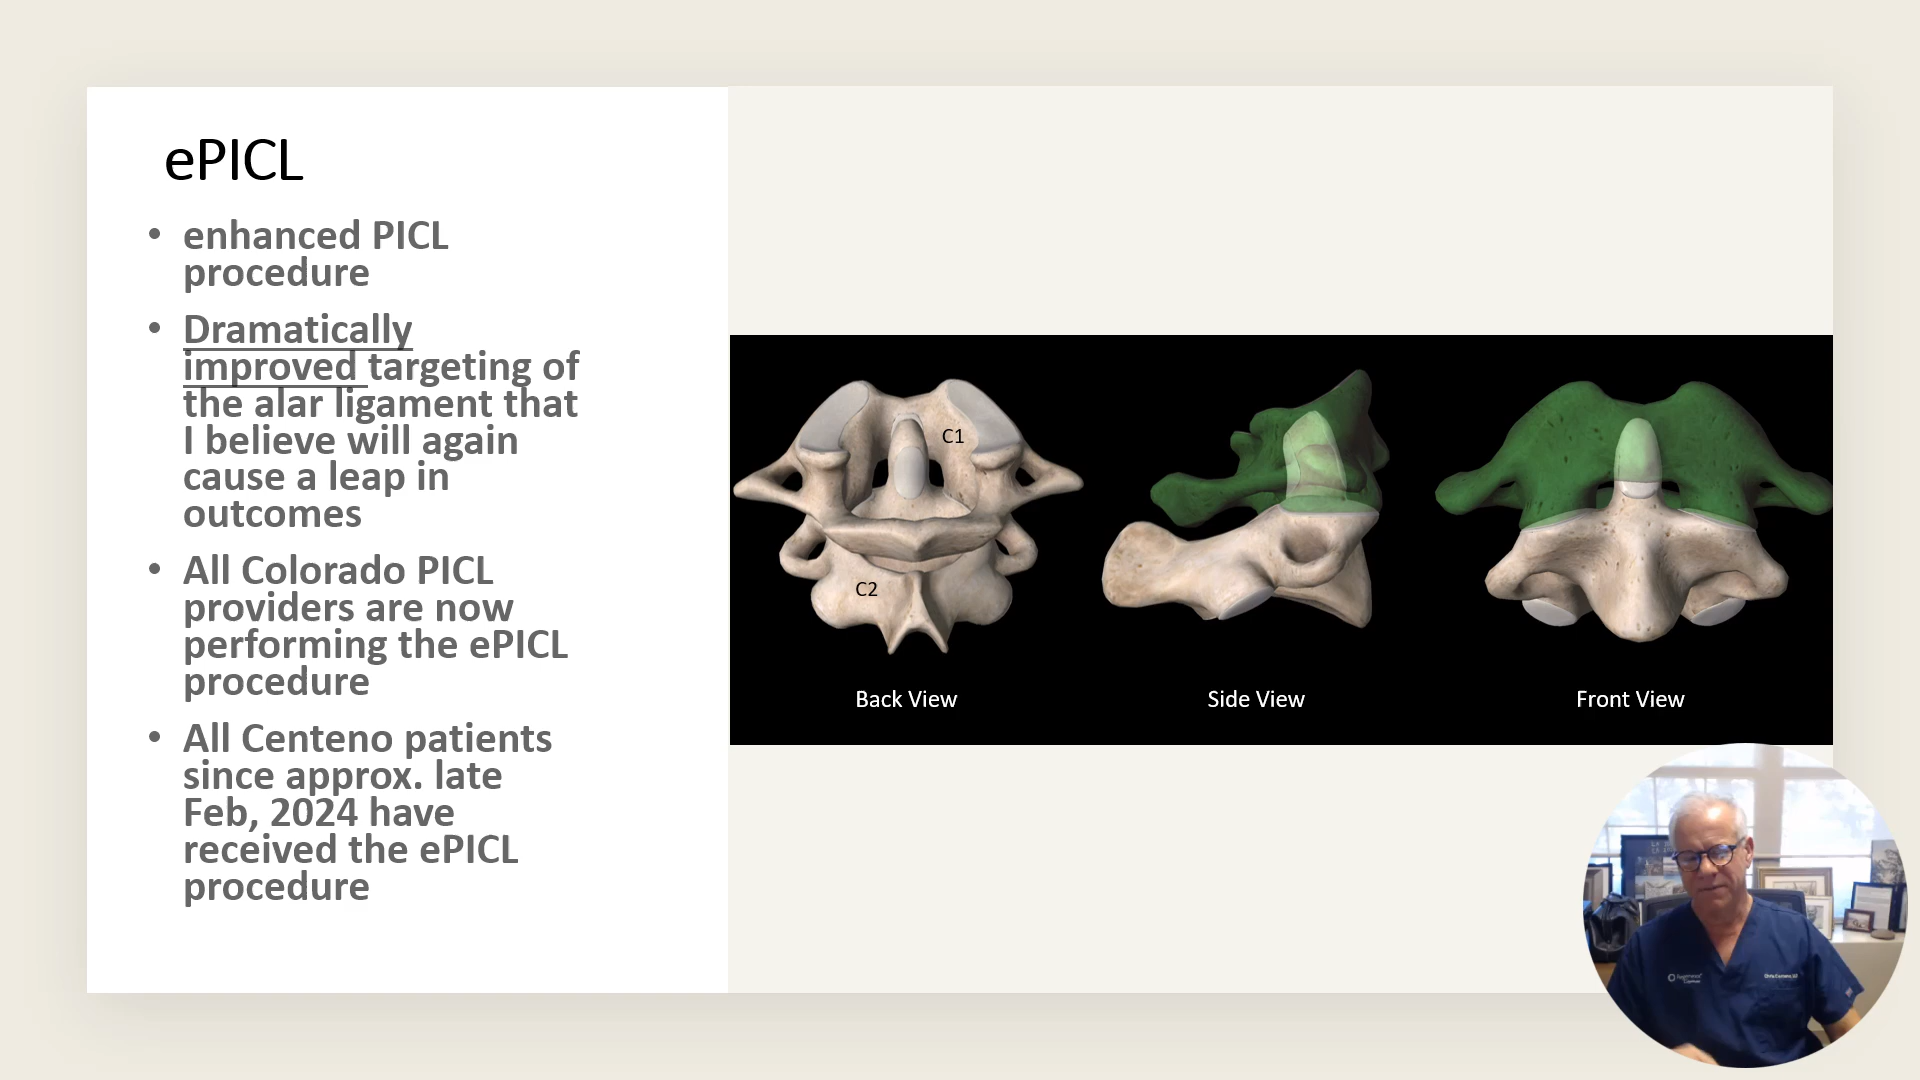 ePICL
• enhanced PICL
procedure
• Dramatically
improved targeting of
the alar ligament that
I believe will again
cause a leap in
outcomes
• All Colorado PICL
providers are now
performing the ePICL
procedure
• All Centeno patients
since approx. late
Feb, 2024 have
received the ePICL
procedure
C1
C2
Back View
Side View
Front View